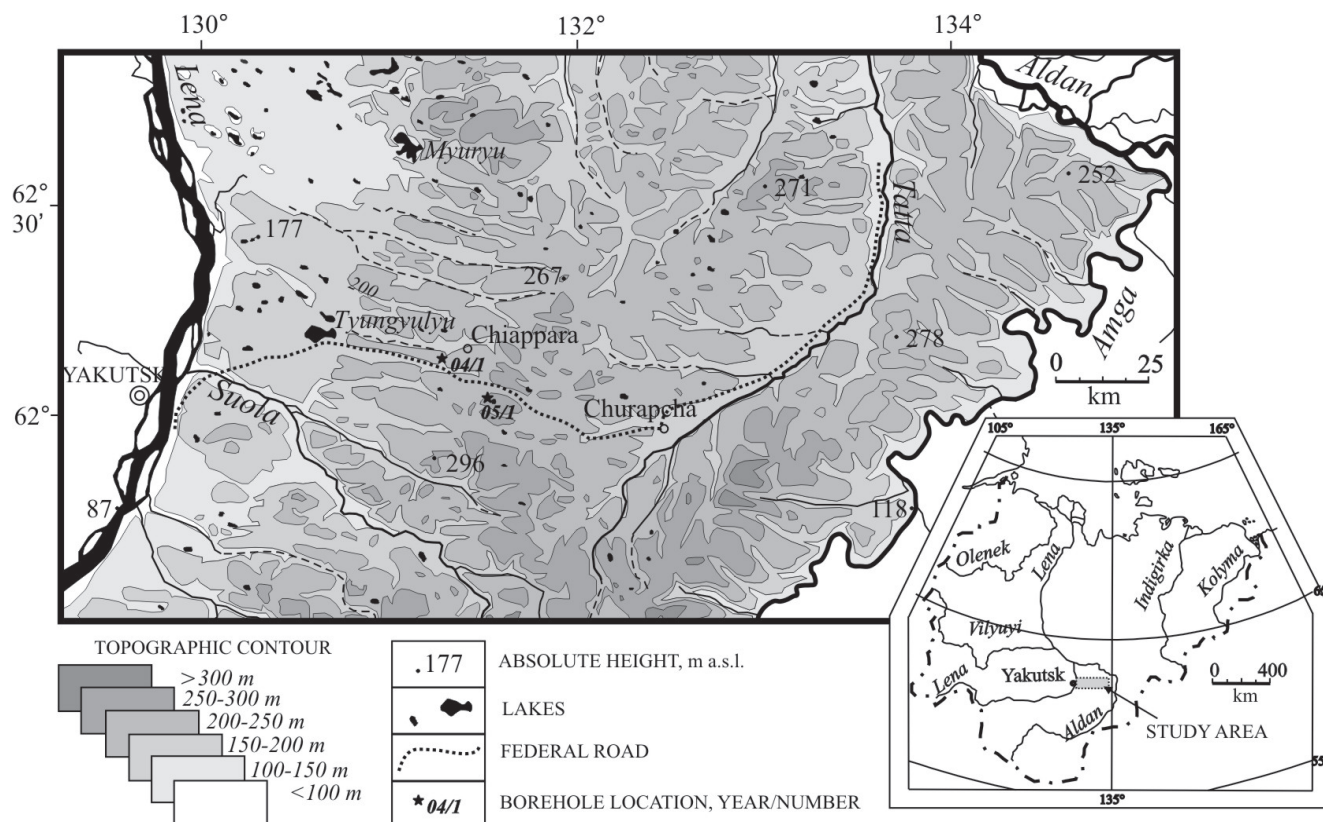 130°
132°
134°
Lena
Aldan
Myuryu
62°
30'
271
Tatta
252
177
267
200
Tyungyulyu
Chiappara
278
Amga
0 25
km
04/1
YAKUTSK
Suola
05/1
Churapcha
62°
296
87
118
105°
135°
165°
Olenek
Lena
Indigirka
Kolyma
Vilyuyi
Lena
Yakutsk
Aldan
0 400
km
STUDY AREA
55
135°
TOPOGRAPHIC CONTOUR
>300 m
250-300 m
200-250 m
150-200 m
100-150 m
<100 m
.177
ABSOLUTE HEIGHT, m a.s.l.
LAKES
FEDERAL ROAD
04/1
BOREHOLE LOCATION, YEAR/NUMBER